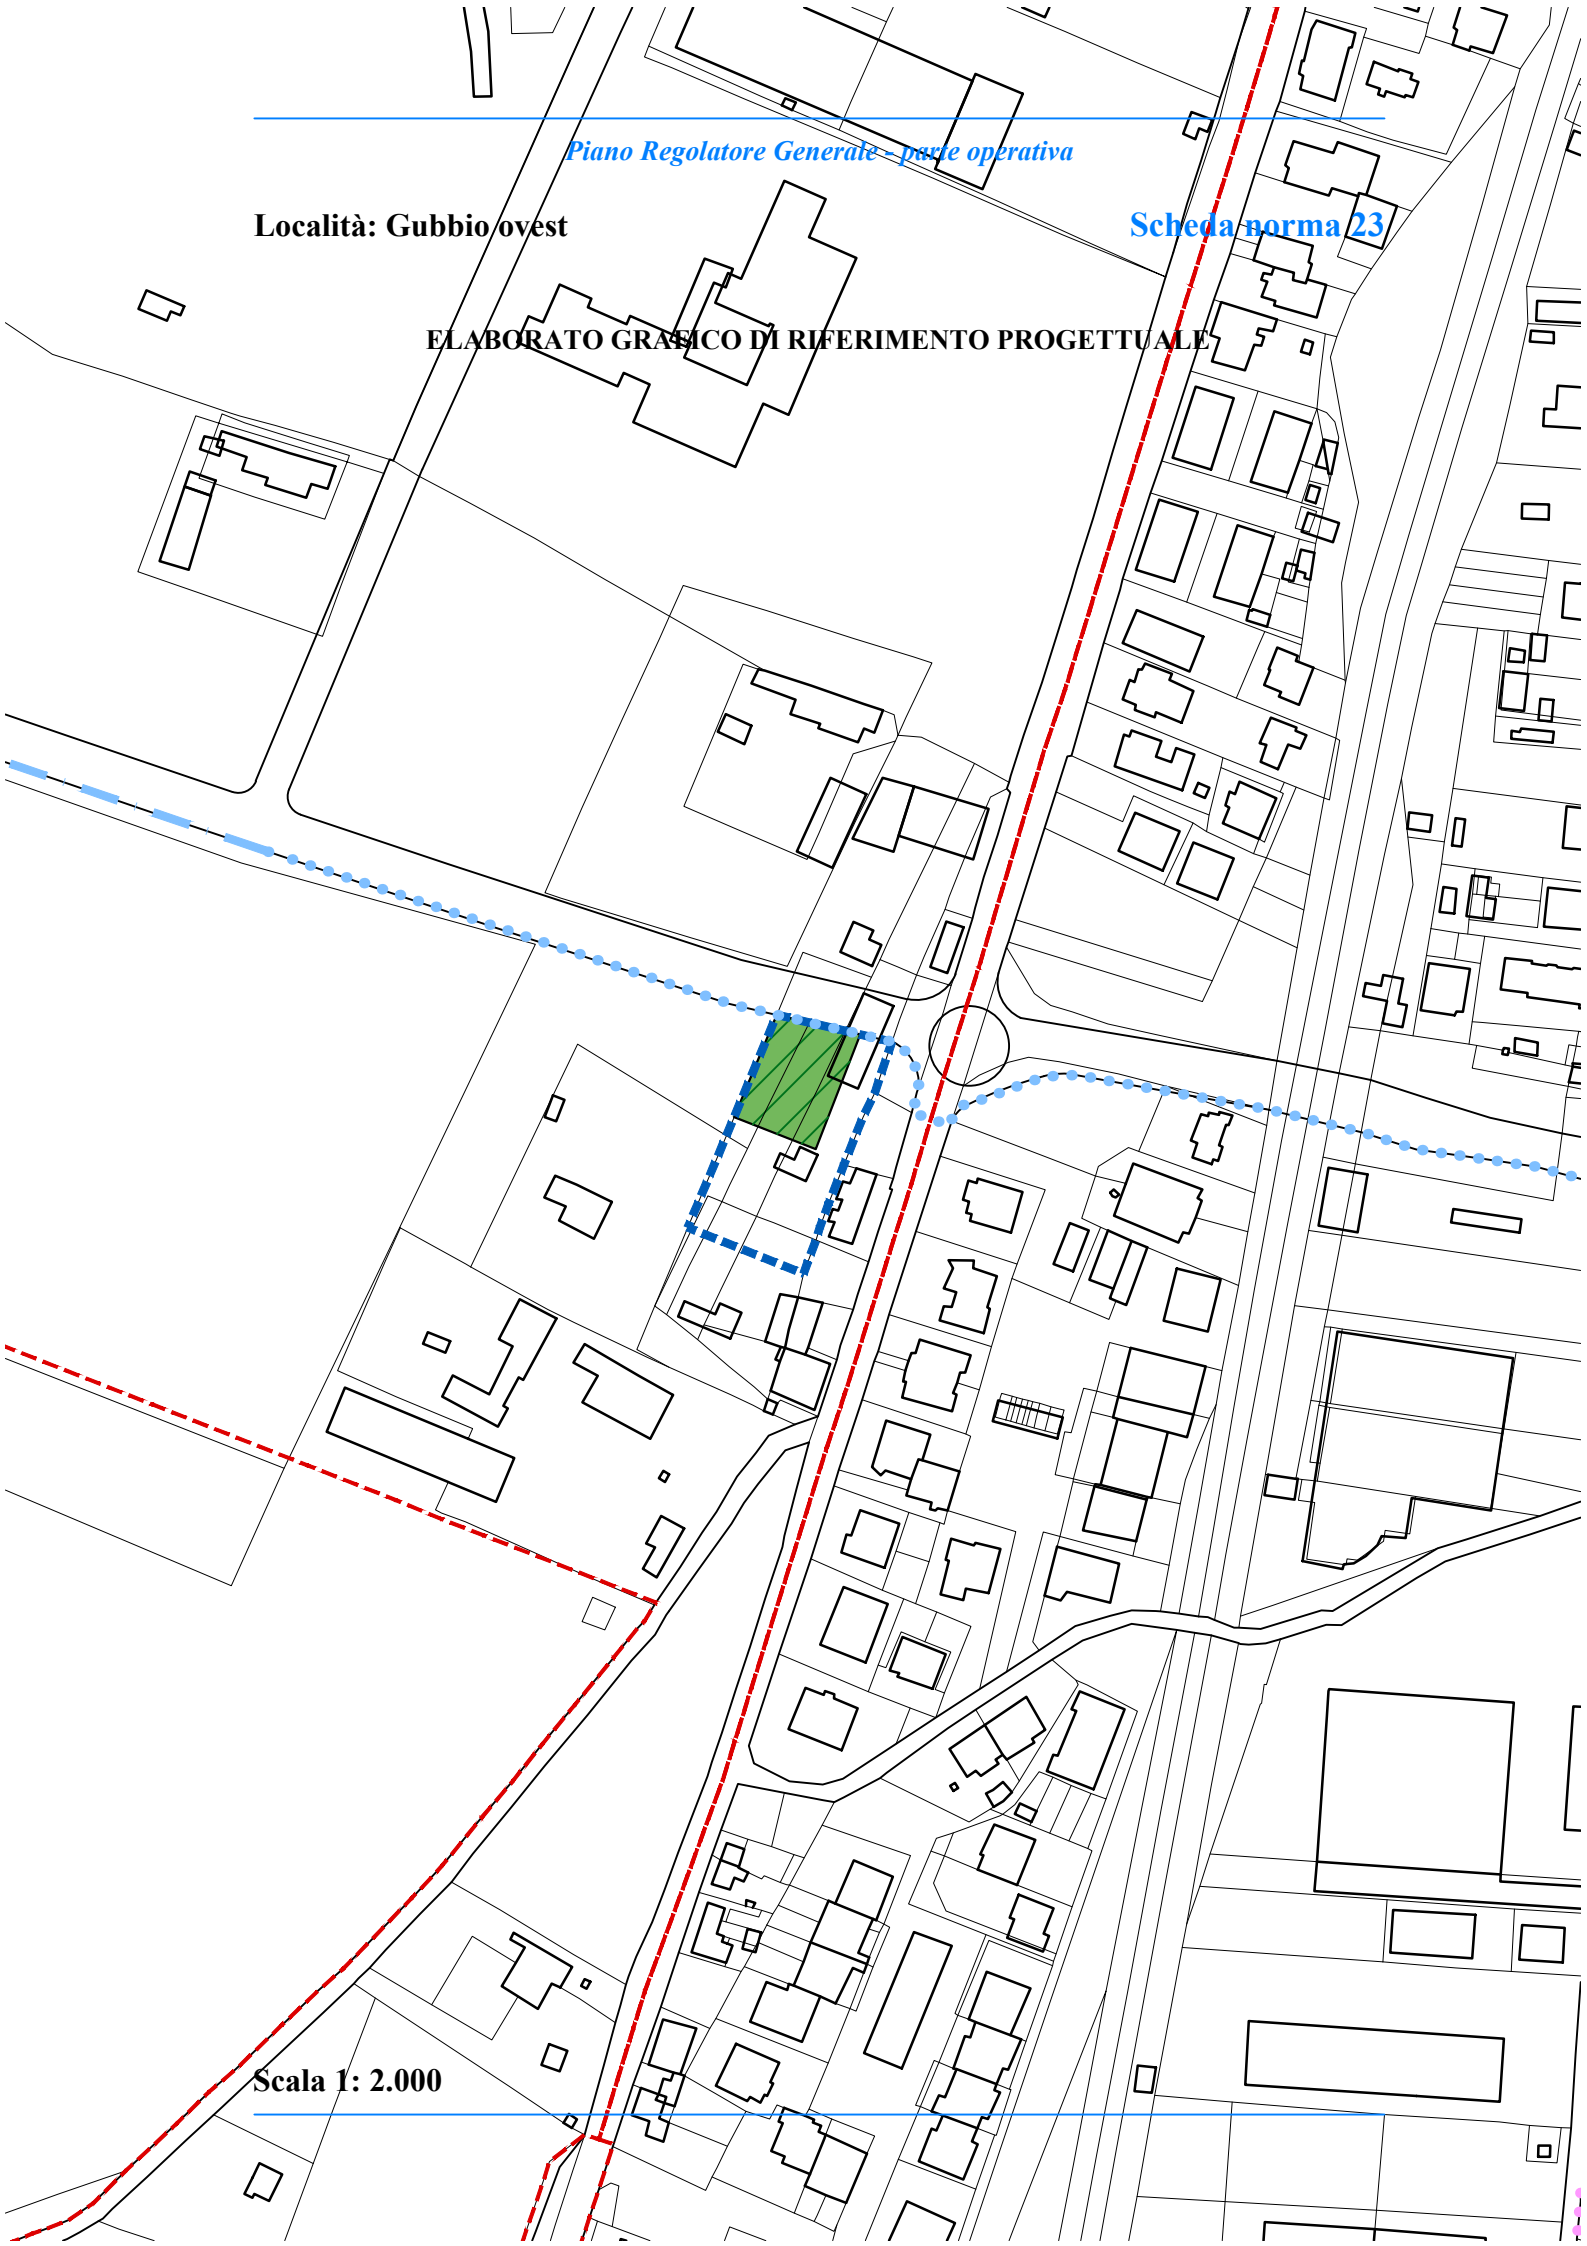 Piano Regolatore Generale - parte operativa
Località: Gubbio ovest
Scheda norma 23
ELABORATO GRAFICO DI RIFERIMENTO PROGETTUALE
Scala 1: 2.000